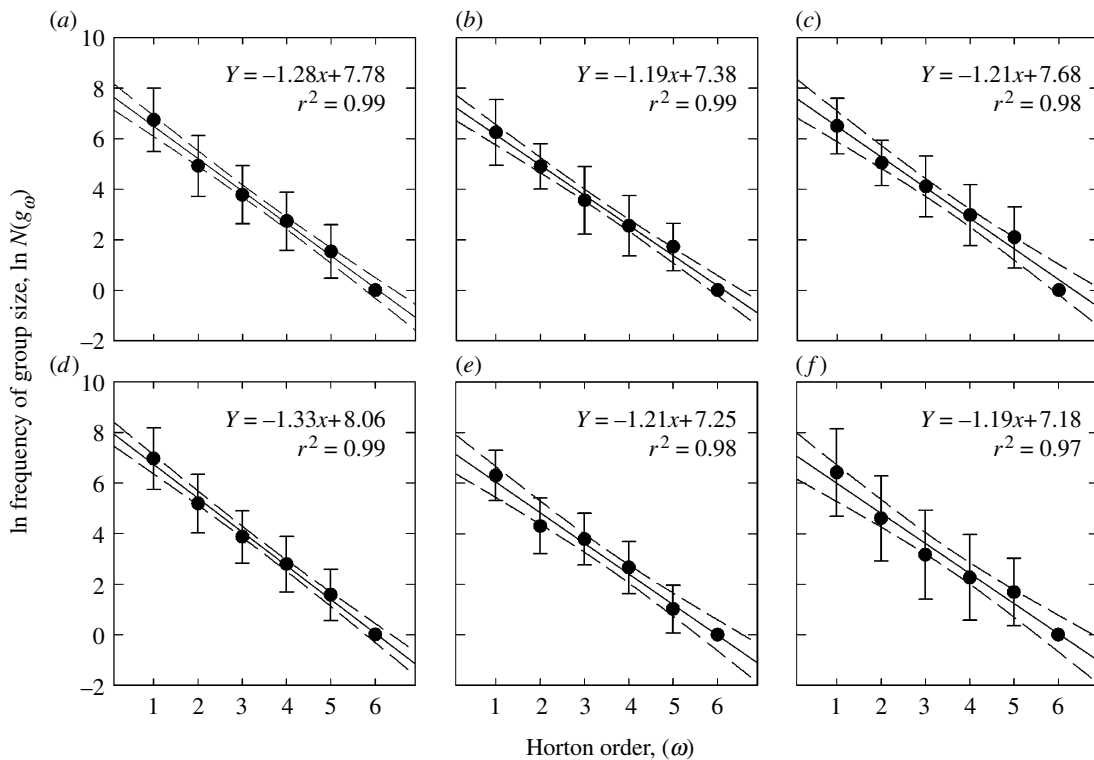 (a) (b) (c)
10 8 6 4 2 0 –2
Y = –1.28x+7.78
r² = 0.99
Y = –1.19x+7.38
r² = 0.99
Y = –1.21x+7.68
r² = 0.98
ln frequency of group size, ln N(gω)
(d) (e) (f)
10 8 6 4 2 0 –2
Y = –1.33x+8.06
r² = 0.99
Y = –1.21x+7.25
r² = 0.98
Y = –1.19x+7.18
r² = 0.97
1 2 3 4 5 6 1 2 3 4 5 6 1 2 3 4 5 6
Horton order, (ω)